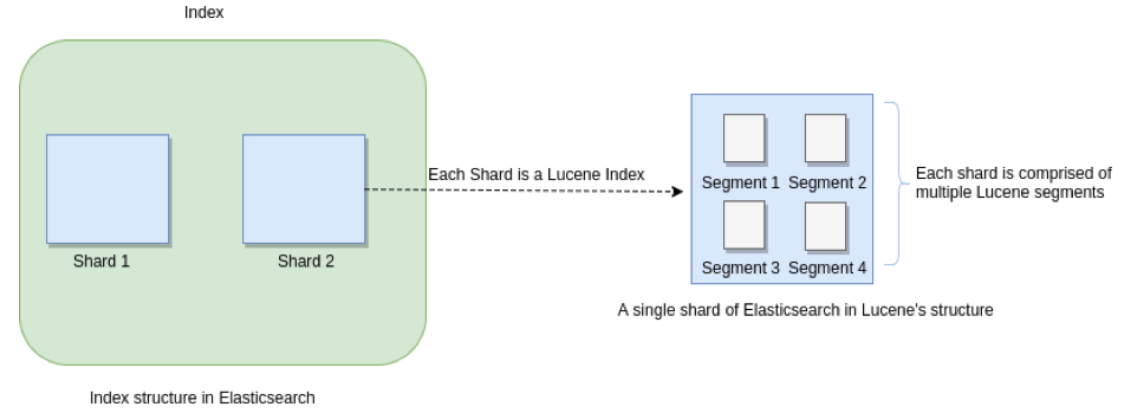 Index
Shard 1
Shard 2
Index structure in Elasticsearch
Each Shard is a Lucene Index
Segment 1
Segment 2
Segment 3
Segment 4
Each shard is comprised of
multiple Lucene segments
A single shard of Elasticsearch in Lucene's structure